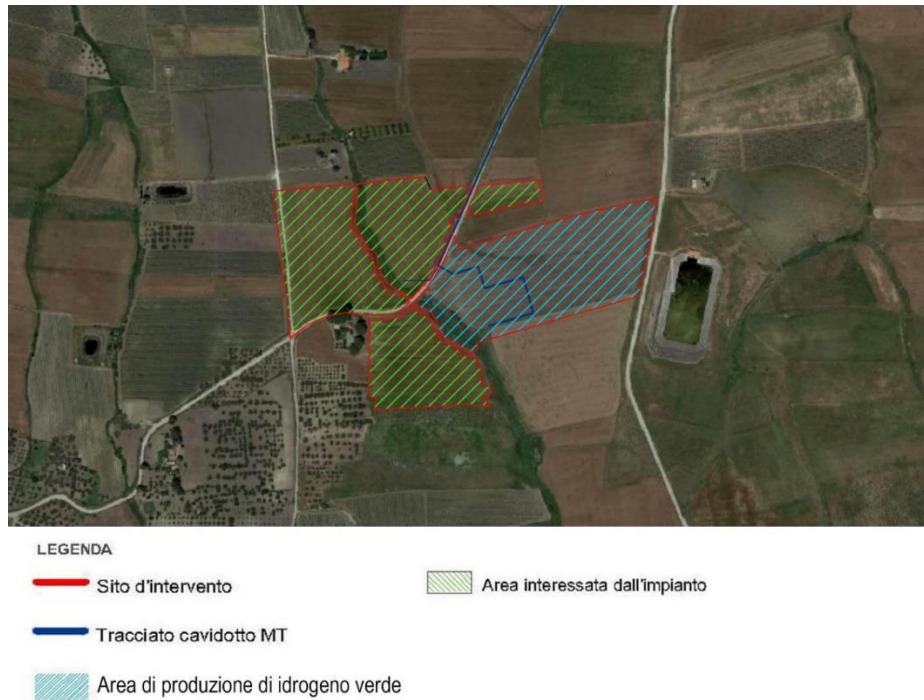 LEGENDA
Sito d'intervento
Area interessata dall'impianto
Tracciato cavidotto MT
Area di produzione di idrogeno verde